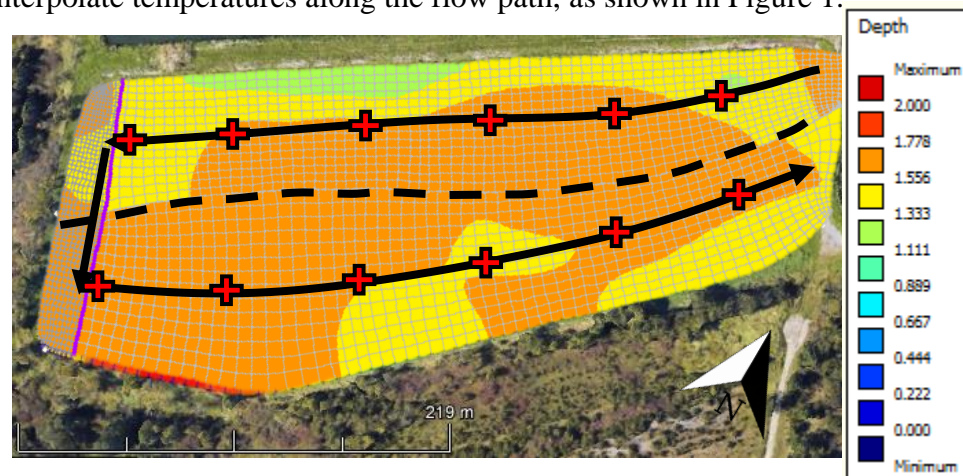 nterpolate temperatures along the flow path, as shown in Figure 1.
Depth
Maximum
2.000
1.778
1.556
1.333
1.111
0.889
0.667
0.444
0.222
0.000
Minimum
219 m
N